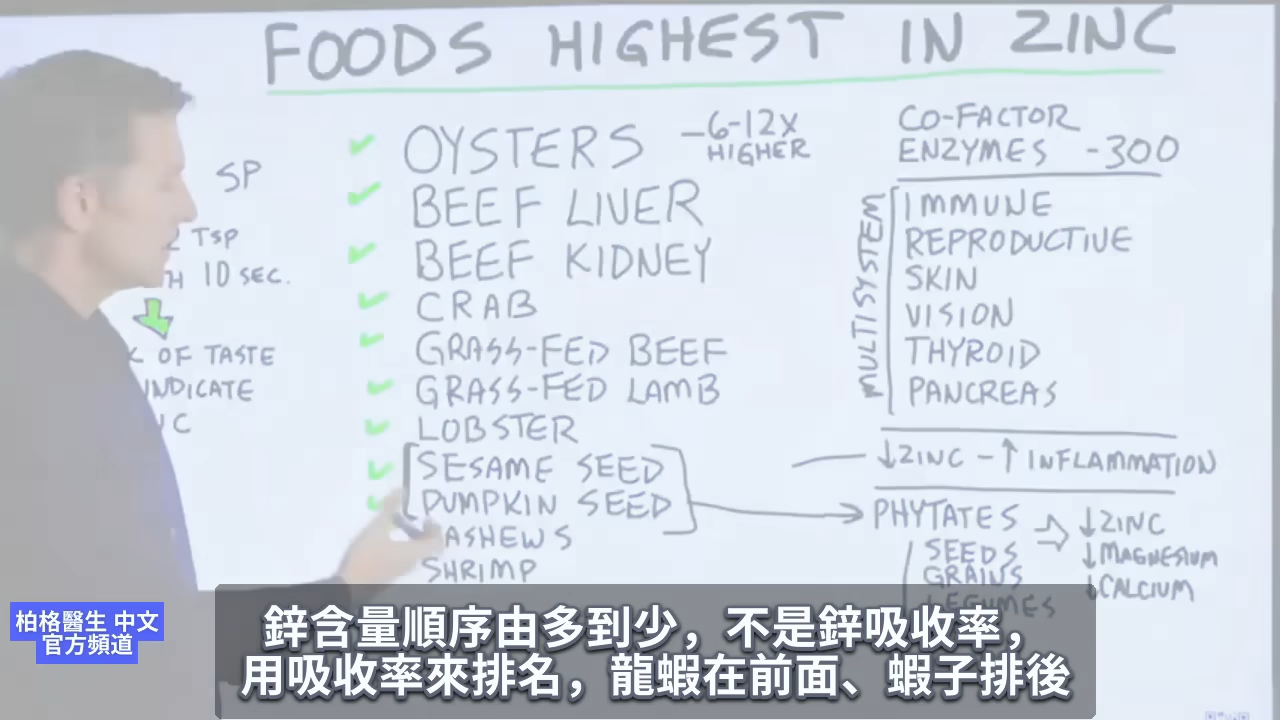 FOODS HIGHEST IN ZINC
SP
TSP
10 SEC.
OF TASTE
INDICATE
OYSTERS -6-12X HIGHER
BEEF LIVER
BEEF KIDNEY
CRAB
GRASS-FED BEEF
GRASS-FED LAMB
LOBSTER
SESAME SEED
PUMPKIN SEED
ASHEWS
SHRIMP
CO-FACTOR
ENZYMES -300
MULTISYSTEM
IMMUNE
REPRODUCTIVE
SKIN
VISION
THYROID
PANCREAS
↓ZINC - ↑INFLAMMATION
PHYTATES ⇒ ↓ZINC
SEEDS ↓MAGNESIUM
GRAINS ↓CALCIUM
LEGUMES
柏格醫生 中文
官方頻道
鋅含量順序由多到少，不是鋅吸收率，
用吸收率來排名，龍蝦在前面、蝦子排後